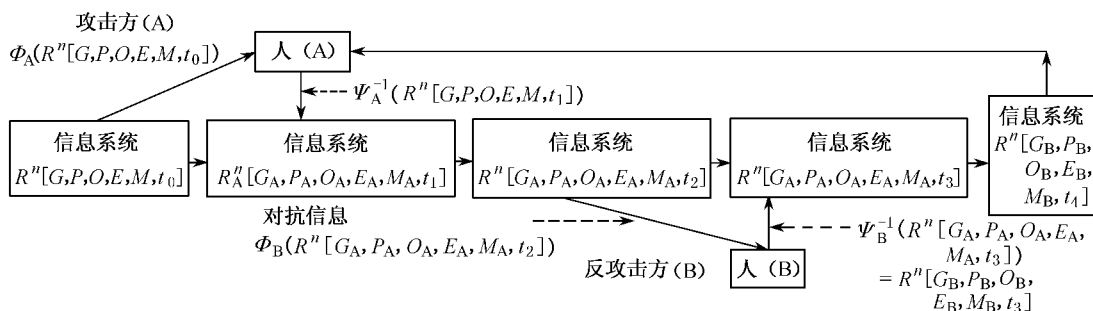 攻击方(A)
Φ_A(R^n[G,P,O,E,M,t_0])
人(A)
Ψ_A^{-1}(R^n[G,P,O,E,M,t_1])
信息系统
R^n[G,P,O,E,M,t_0]
信息系统
R_A^n[G_A,P_A,O_A,E_A,M_A,t_1]
信息系统
R^n[G_A,P_A,O_A,E_A,M_A,t_2]
信息系统
R^n[G_A,P_A,O_A,E_A,M_A,t_3]
信息系统
R^n[G_B,P_B,
O_B,E_B,
M_B,t_4]
对抗信息
Φ_B(R^n[G_A,P_A,O_A,E_A,M_A,t_2])
反攻击方(B)
人(B)
Ψ_B^{-1}(R^n[G_A,P_A,O_A,E_A,
M_A,t_3])
=R^n[G_B,P_B,O_B,
E_B,M_B,t_3]